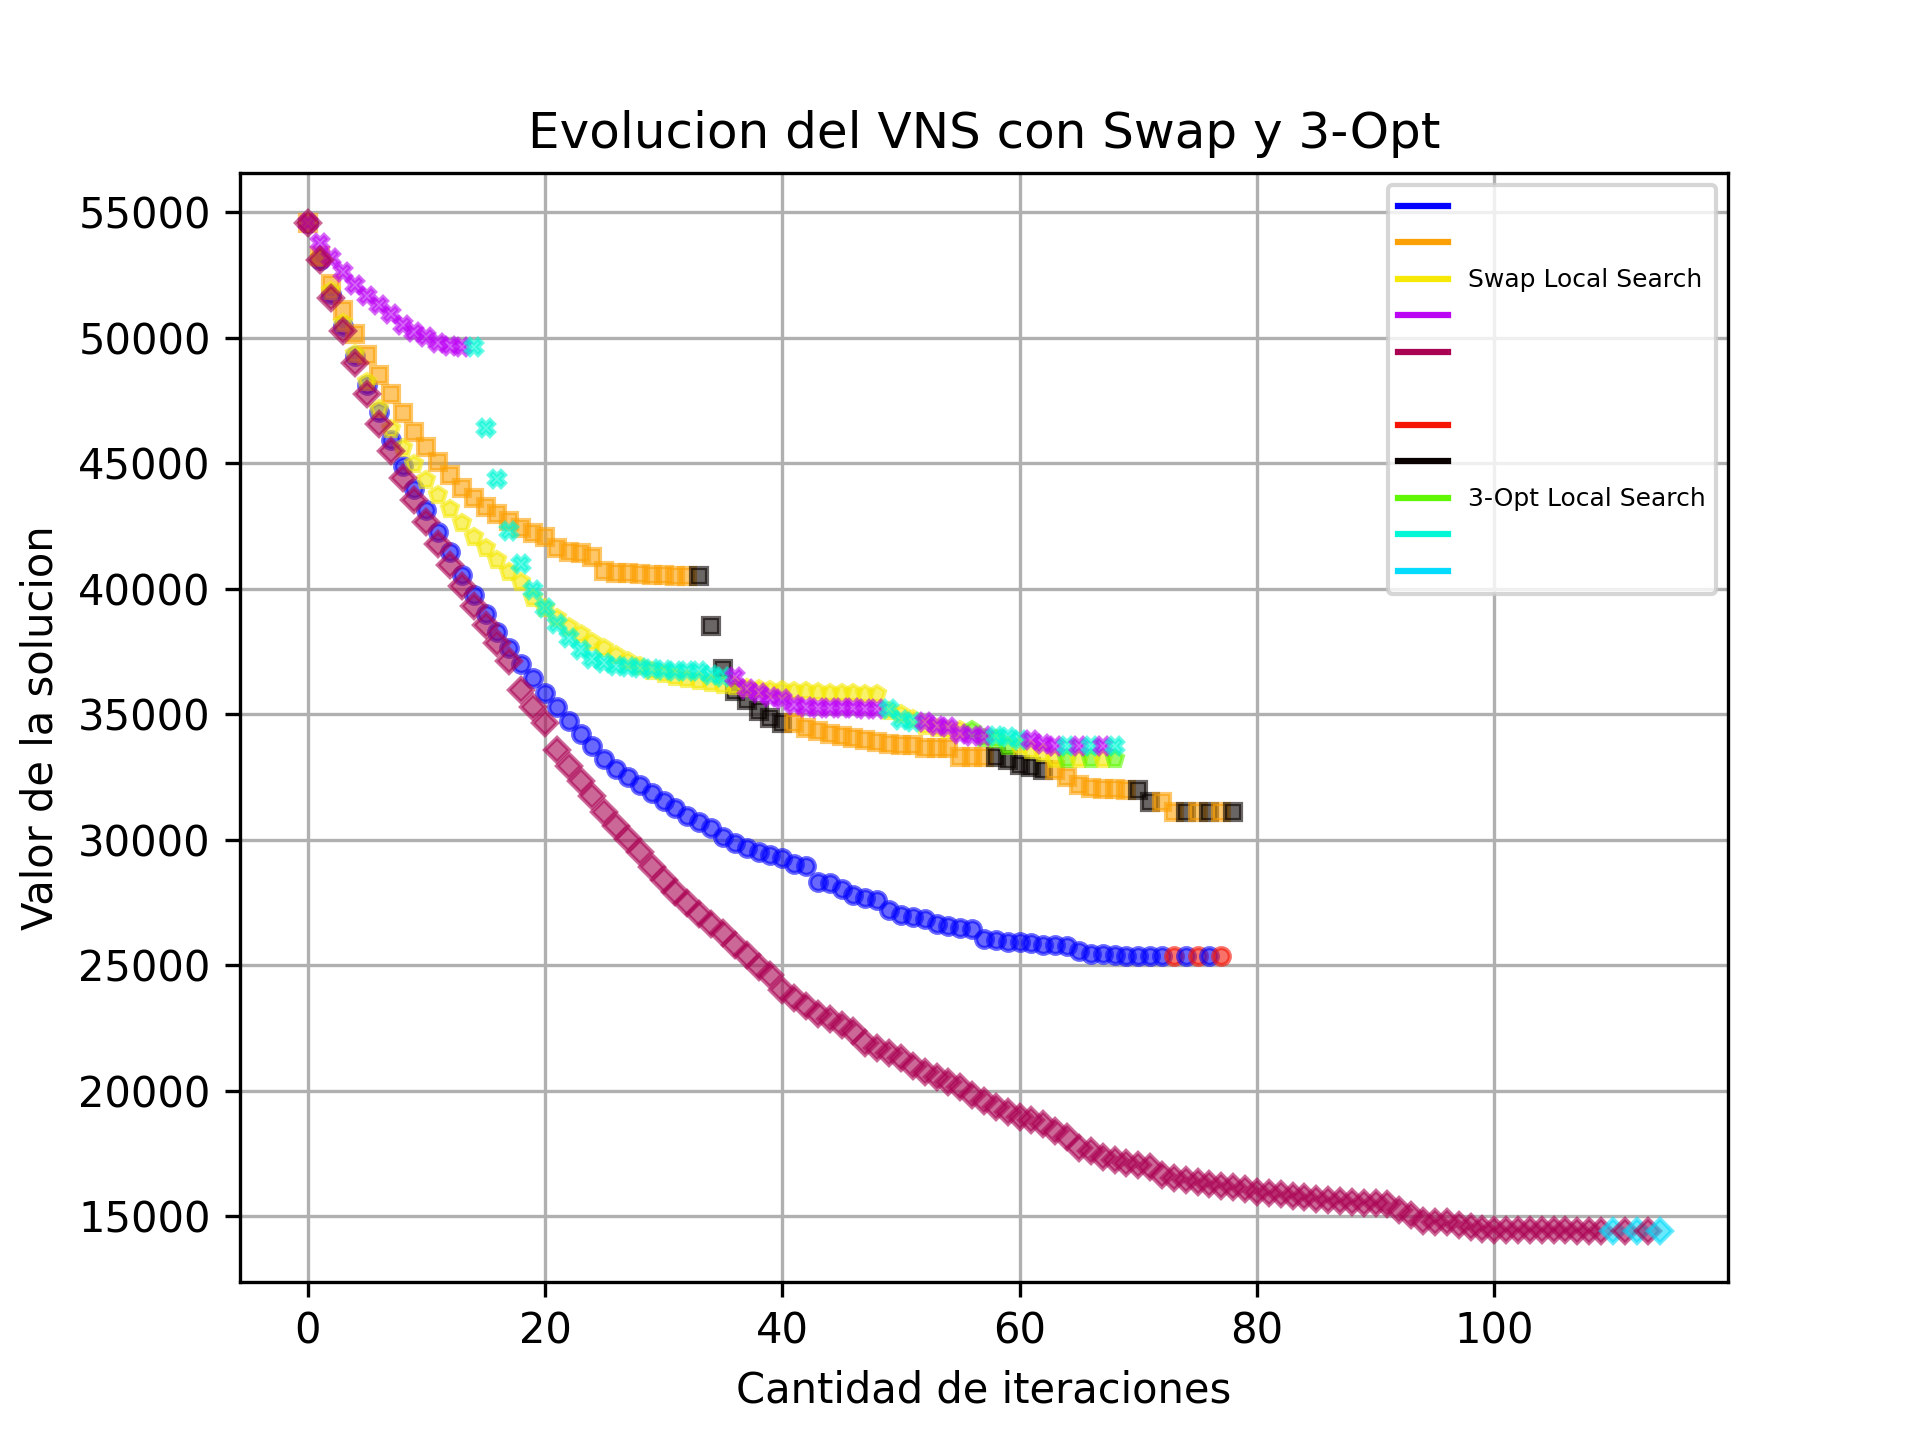 Evolucion del VNS con Swap y 3-Opt
55000
50000
45000
40000
35000
30000
25000
20000
15000
Valor de la solucion
Swap Local Search
3-Opt Local Search
0 20 40 60 80 100
Cantidad de iteraciones